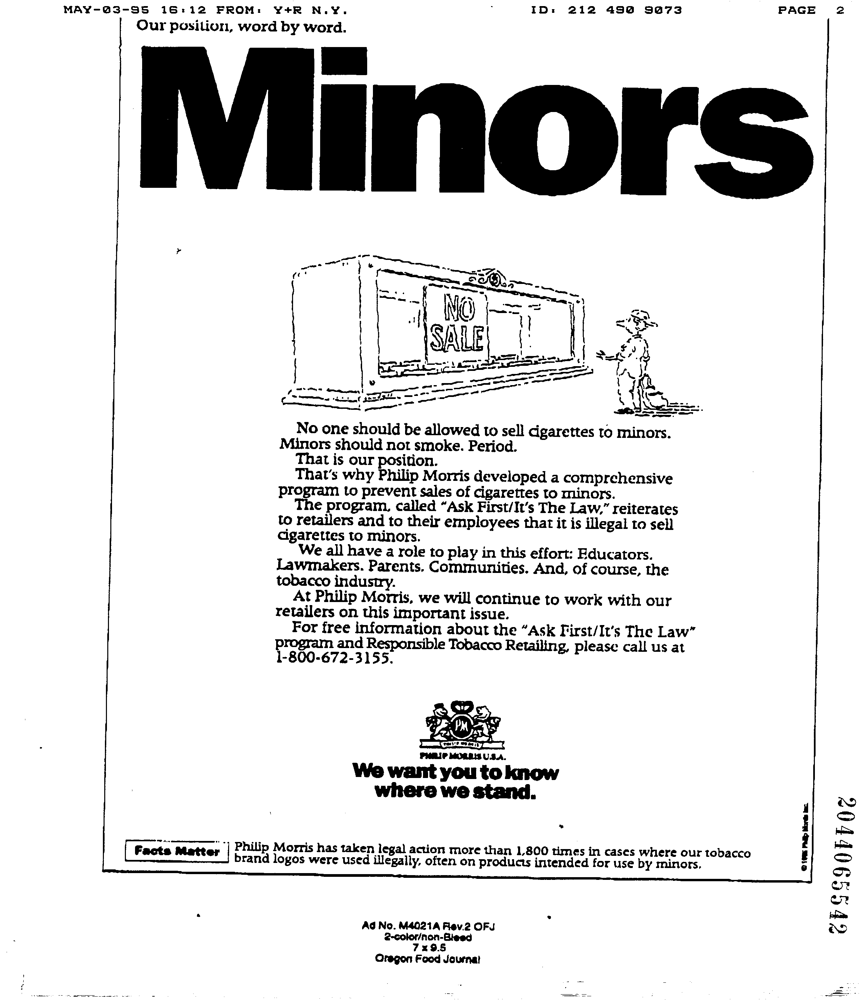 MAY-03-95 16:12 FROM: Y+R N.Y. ID: 212 490 9073 PAGE 2
Our position, word by word.
Minors
NO
SALE
No one should be allowed to sell cigarettes to minors.
Minors should not smoke. Period.
That is our position.
That's why Philip Morris developed a comprehensive
program to prevent sales of cigarettes to minors.
The program, called "Ask First/It's The Law," reiterates
to retailers and to their employees that it is illegal to sell
cigarettes to minors.
We all have a role to play in this effort: Educators.
Lawmakers. Parents. Communities. And, of course, the
tobacco industry.
At Philip Morris, we will continue to work with our
retailers on this important issue.
For free information about the "Ask First/It's The Law"
program and Responsible Tobacco Retailing, please call us at
1-800-672-3155.
PM
PHILIP MORRIS U.S.A.
We want you to know
where we stand.
Facts Matter
Philip Morris has taken legal action more than 1,800 times in cases where our tobacco
brand logos were used illegally, often on products intended for use by minors.
© Philip Morris Inc.
2044065542
Ad No. M4021A Rev.2 OFJ
2-color/non-Bleed
7 x 9.5
Oregon Food Journal